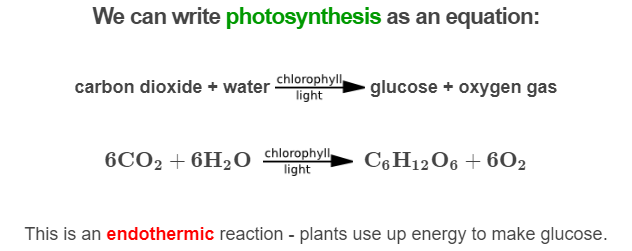 We can write photosynthesis as an equation:
carbon dioxide + water chlorophyll light glucose + oxygen gas
6CO₂ + 6H₂O chlorophyll light C₆H₁₂O₆ + 6O₂
This is an endothermic reaction - plants use up energy to make glucose.